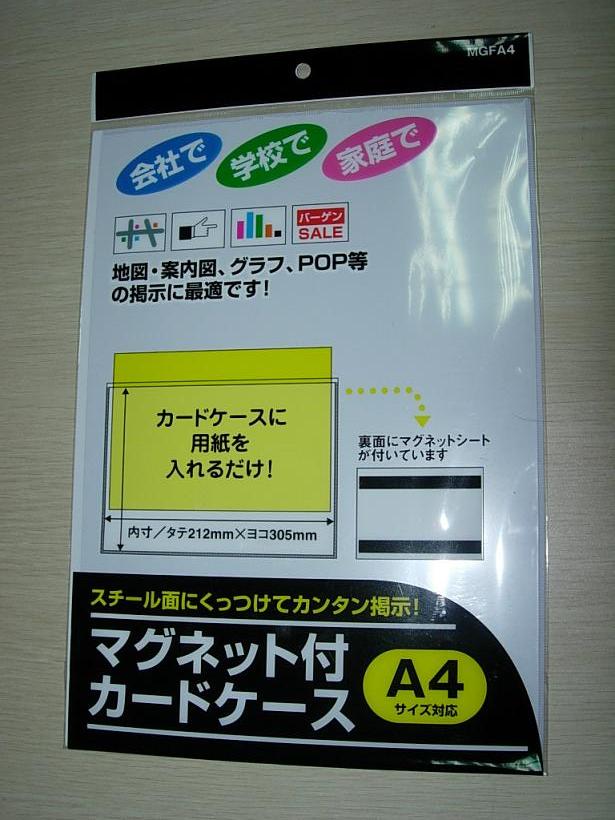 MGFA4
会社で
学校で
家庭で
バーゲン
SALE
地図・案内図、グラフ、POP等
の掲示に最適です!
カードケースに
用紙を
入れるだけ!
内寸/タテ212mm×ヨコ305mm
裏面にマグネットシート
が付いています
スチール面にくっつけてカンタン掲示!
マグネット付
カードケース
A4
サイズ対応